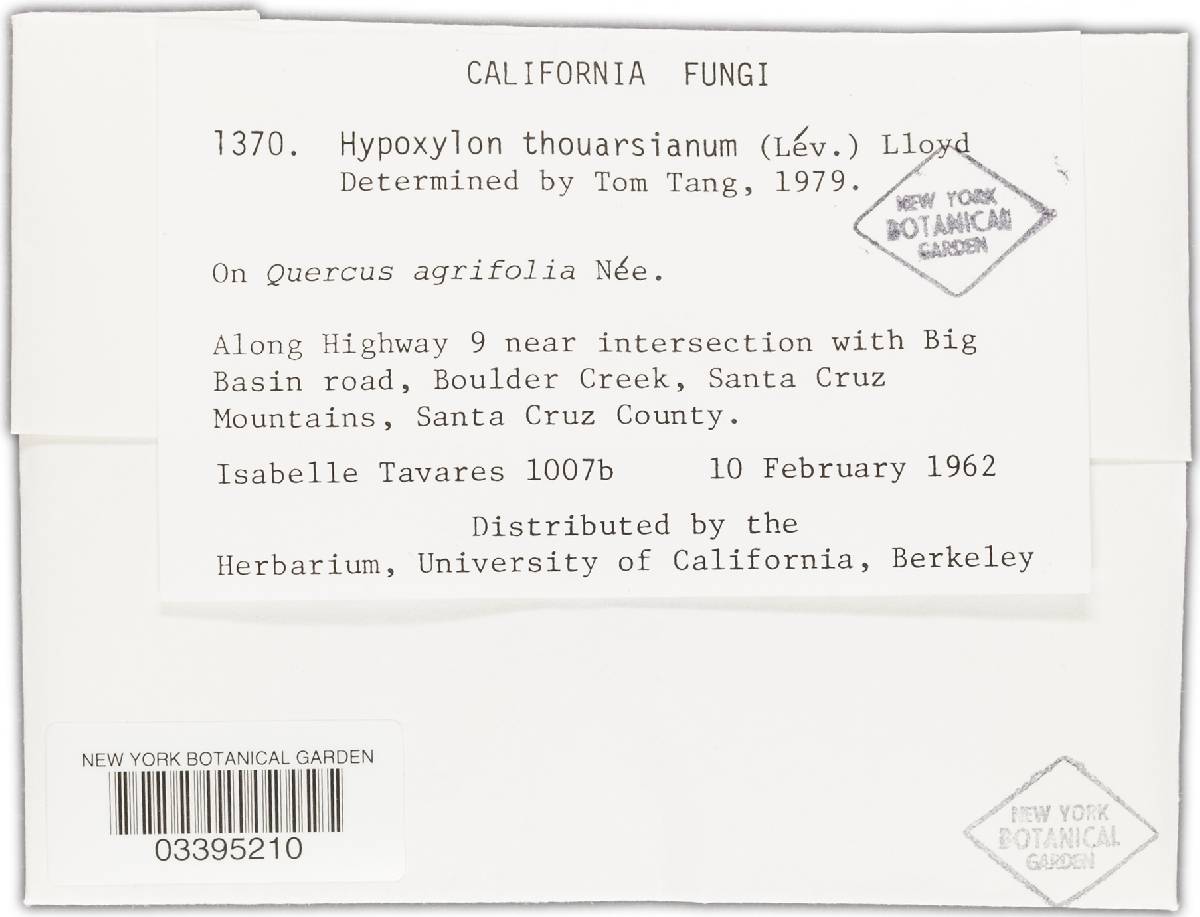 CALIFORNIA FUNGI
1370. Hypoxylon thouarsianum (Lév.) Lloyd
Determined by Tom Tang, 1979.
NEW YORK
BOTANICAL
GARDEN
On Quercus agrifolia Née.
Along Highway 9 near intersection with Big
Basin road, Boulder Creek, Santa Cruz
Mountains, Santa Cruz County.
Isabelle Tavares 1007b 10 February 1962
Distributed by the
Herbarium, University of California, Berkeley
NEW YORK BOTANICAL GARDEN
03395210
NEW YORK
BOTANICAL
GARDEN